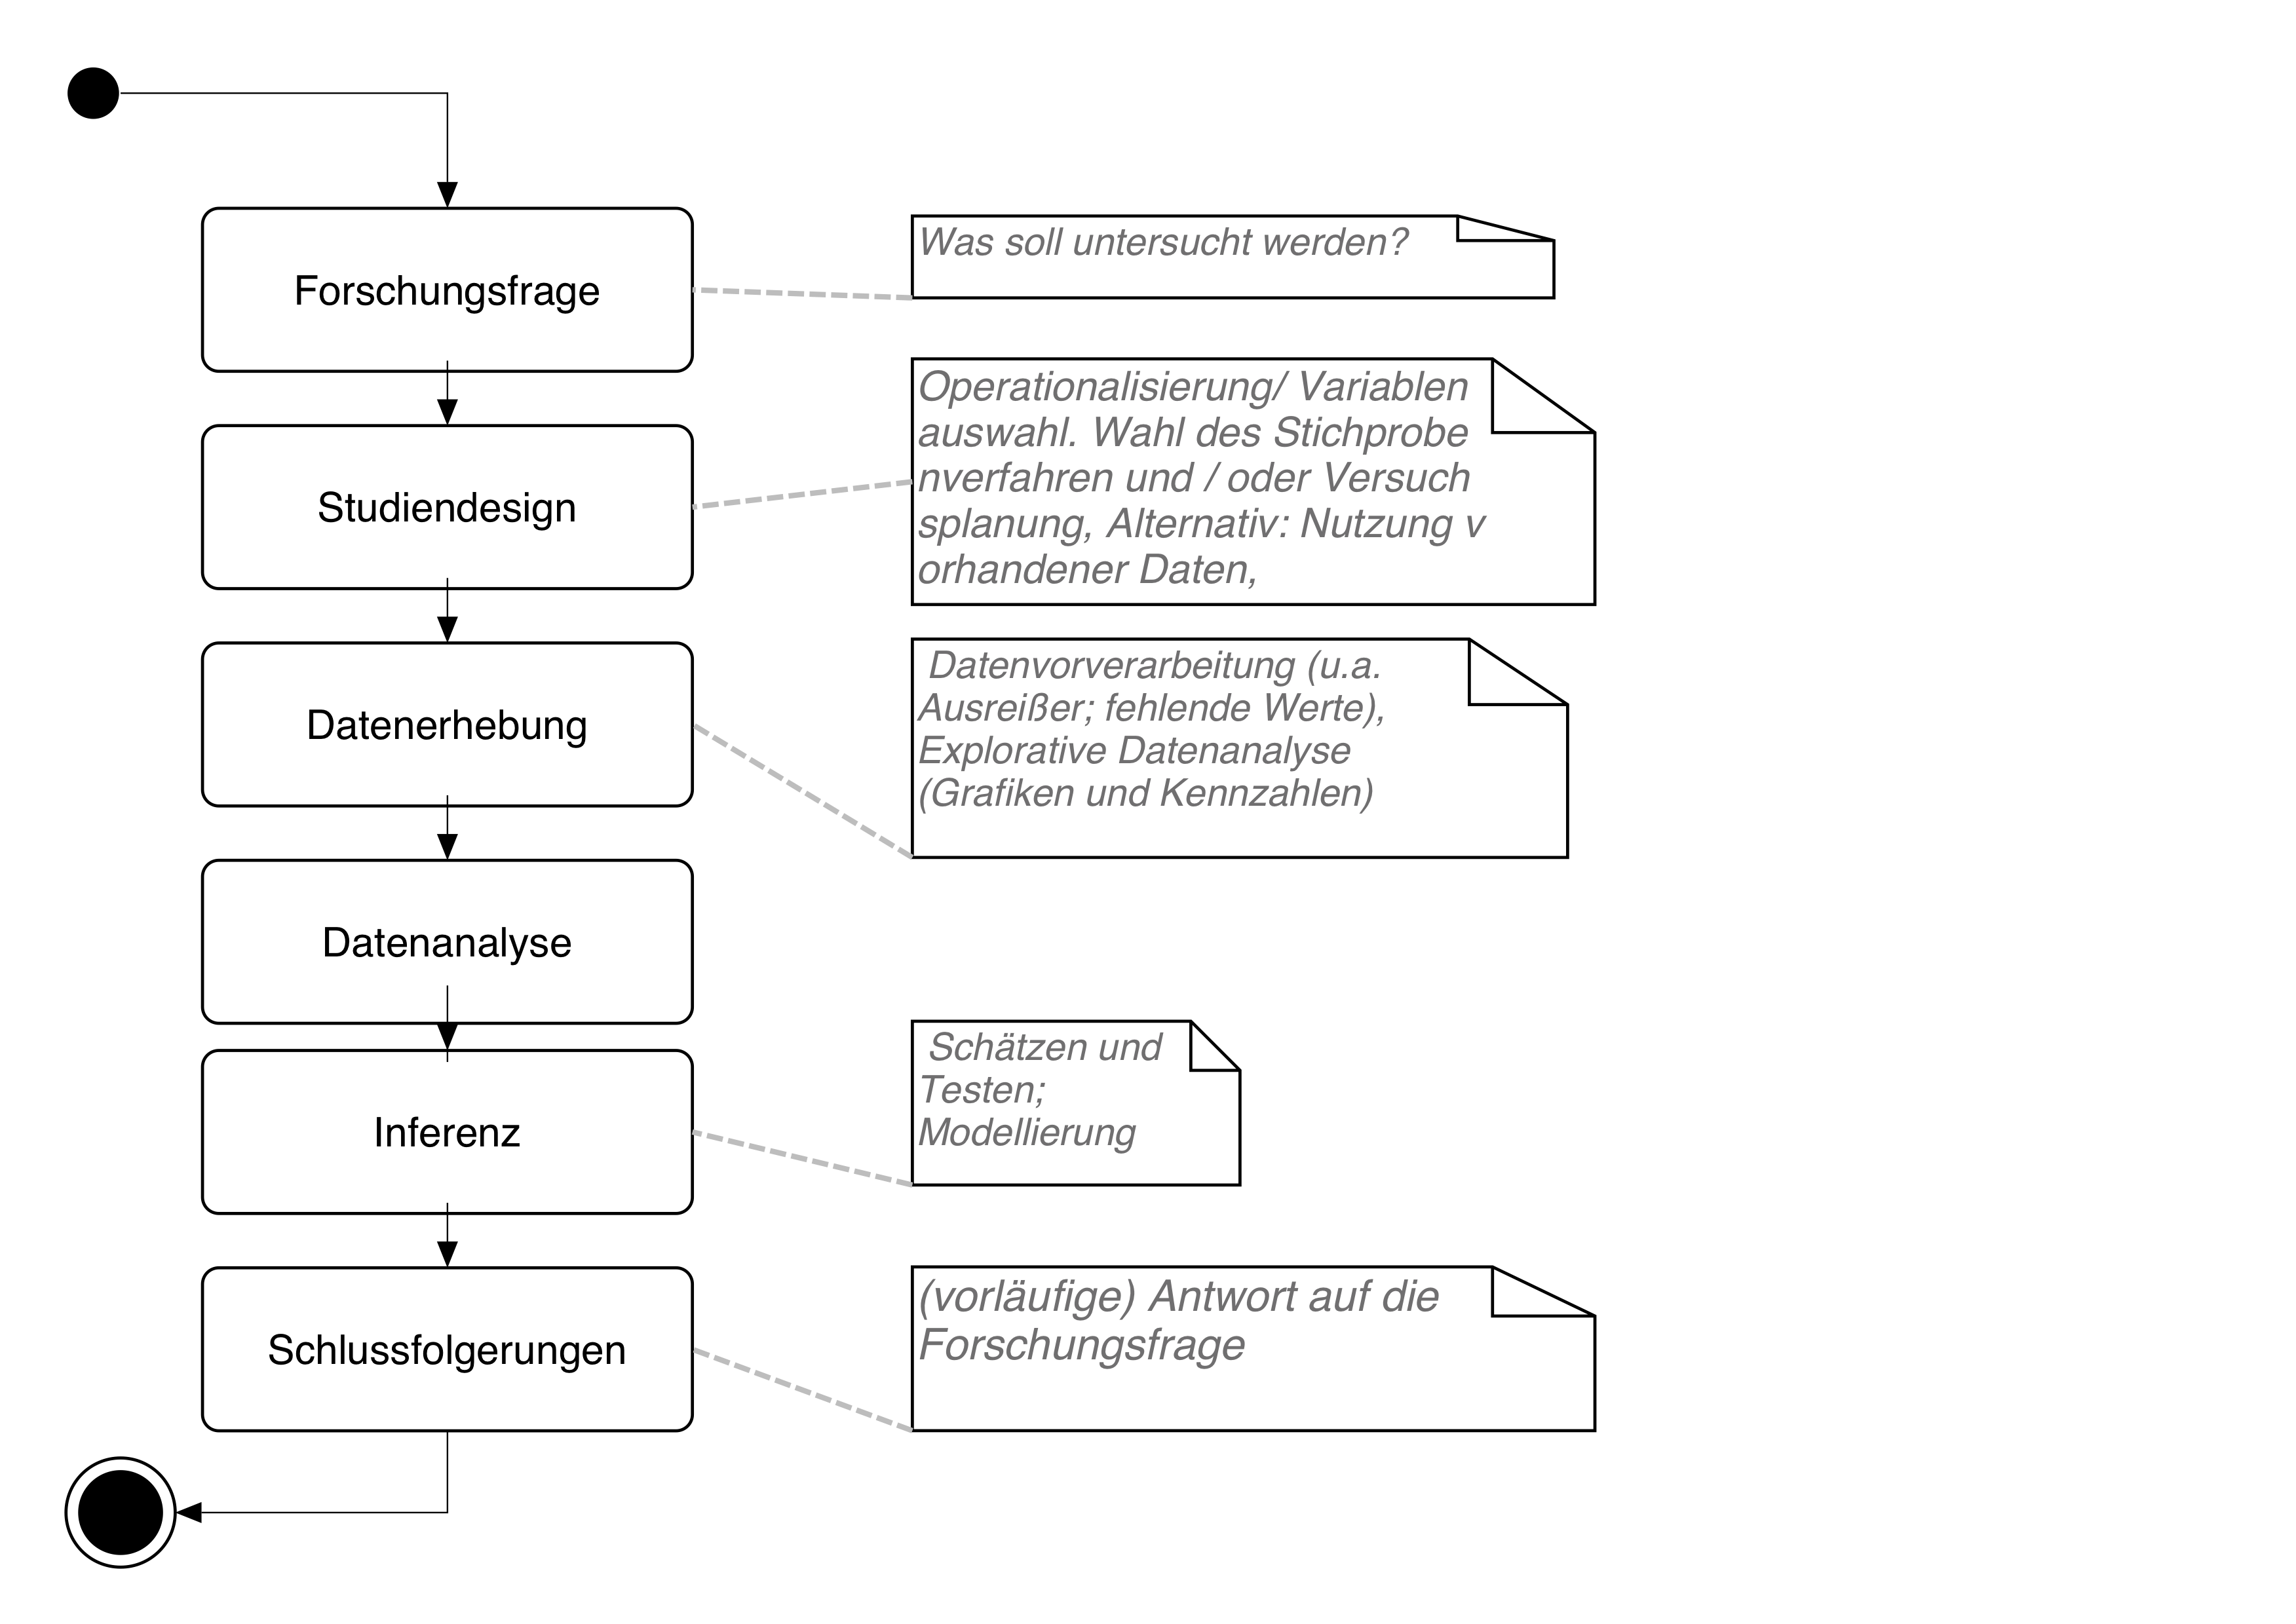 Forschungsfrage
Was soll untersucht werden?
Studiendesign
Operationalisierung/ Variablen
auswahl. Wahl des Stichprobe
nverfahren und / oder Versuch
splanung, Alternativ: Nutzung v
orhandener Daten,
Datenerhebung
Datenvorverarbeitung (u.a.
Ausreißer; fehlende Werte),
Explorative Datenanalyse
(Grafiken und Kennzahlen)
Datenanalyse
Inferenz
Schätzen und
Testen;
Modellierung
Schlussfolgerungen
(vorläufige) Antwort auf die
Forschungsfrage